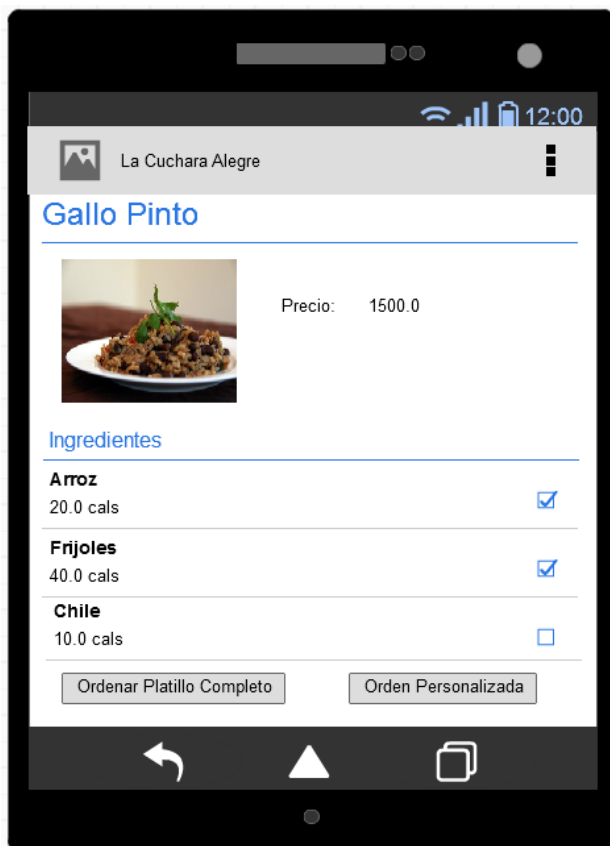 12:00
La Cuchara Alegre
Gallo Pinto
Precio: 1500.0
Ingredientes
Arroz
20.0 cals
Frijoles
40.0 cals
Chile
10.0 cals
Ordenar Platillo Completo Orden Personalizada